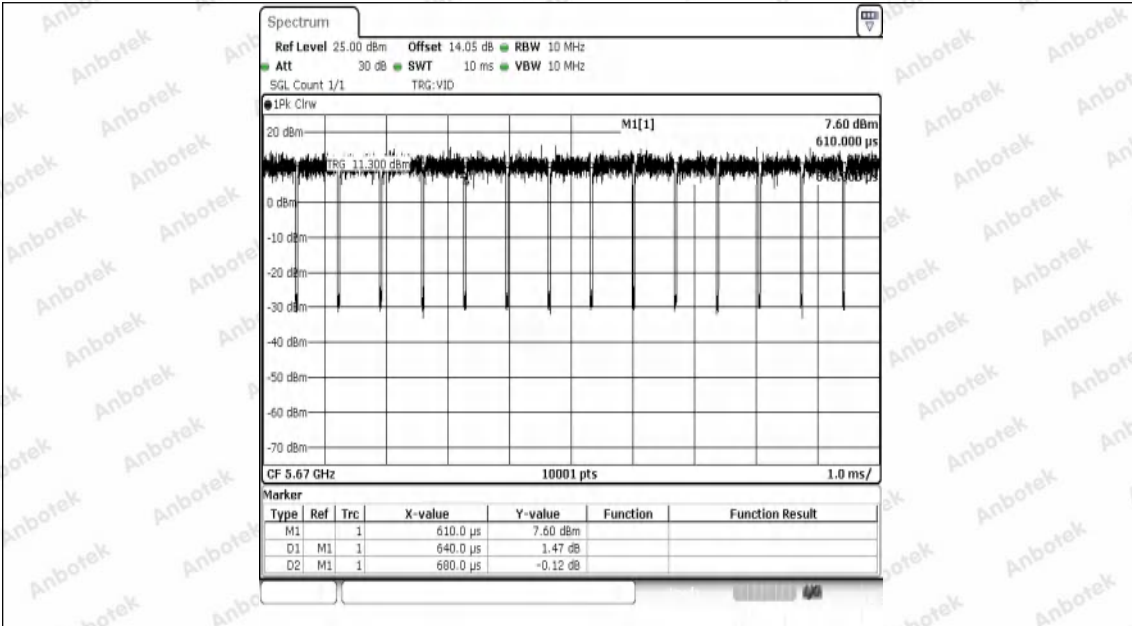 Spectrum
Ref Level 25.00 dBm Offset 14.05 dB RBW 10 MHz
Att 30 dB SWT 10 ms VBW 10 MHz
SGL Count 1/1 TRG:VID
1Pk Clrw
M1[1] 7.60 dBm
610.000 µs
20 dBm
TRG 11.300 dBm
0 dBm
-10 dBm
-20 dBm
-30 dBm
-40 dBm
-50 dBm
-60 dBm
-70 dBm
CF 5.67 GHz 10001 pts 1.0 ms/
Marker
Type Ref Trc X-value Y-value Function Function Result
M1 1 610.0 µs 7.60 dBm
D1 M1 1 640.0 µs 1.47 dB
D2 M1 1 680.0 µs -0.12 dB
Anbotek